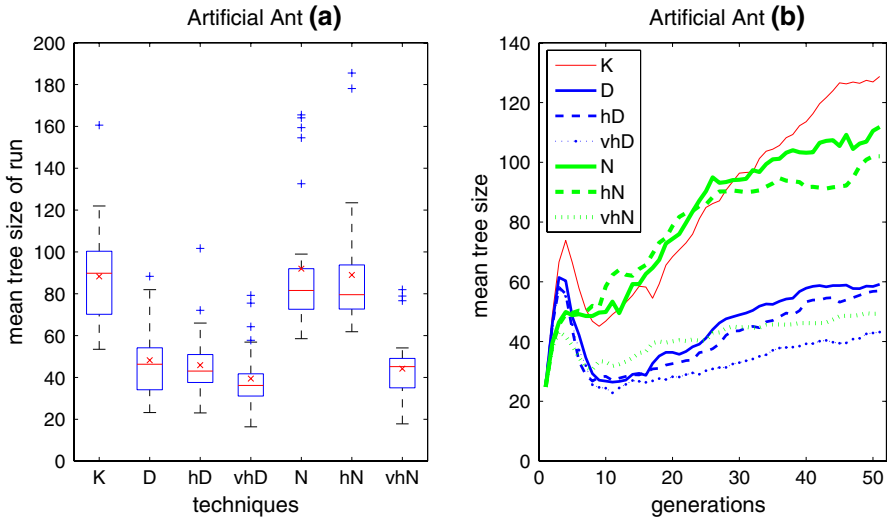 Artificial Ant (a)
mean tree size of run
200
180
160
140
120
100
80
60
40
20
0
K D hD vhD N hN vhN
techniques
Artificial Ant (b)
mean tree size
140
120
100
80
60
40
20
0
K
D
hD
vhD
N
hN
vhN
0 10 20 30 40 50
generations